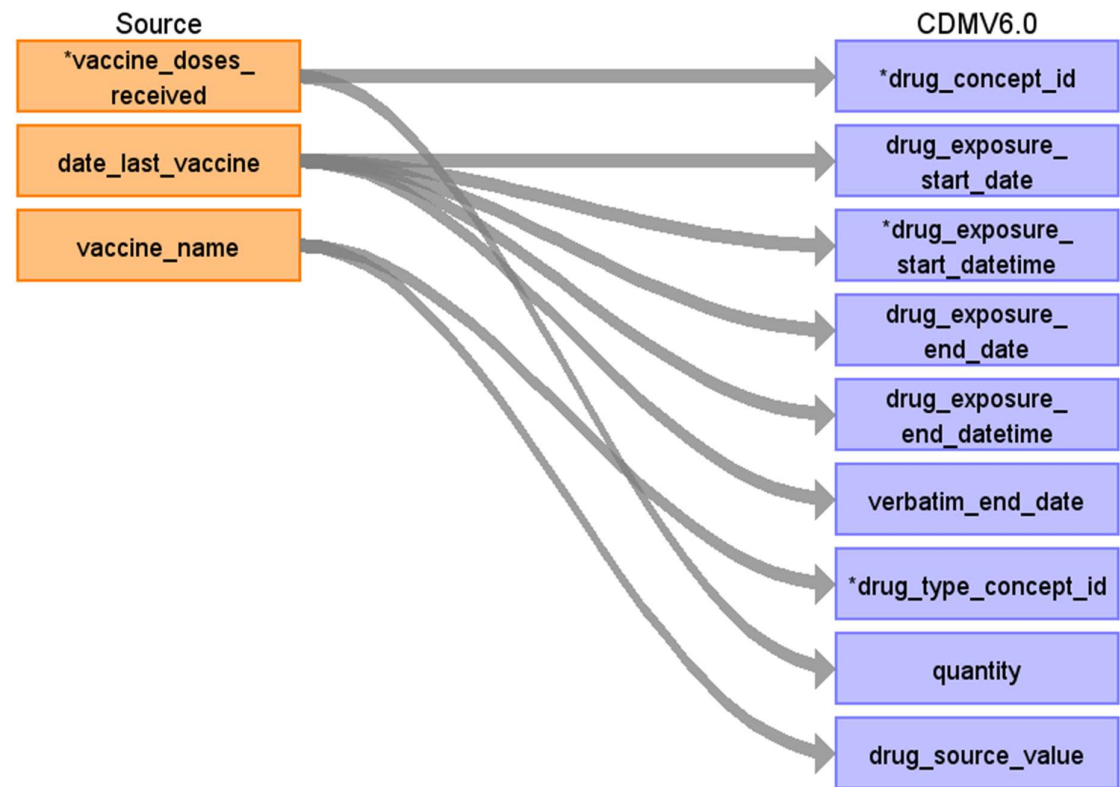 Source
CDMV6.0
*vaccine_doses_
received
*drug_concept_id
date_last_vaccine
drug_exposure_
start_date
vaccine_name
*drug_exposure_
start_datetime
drug_exposure_
end_date
drug_exposure_
end_datetime
verbatim_end_date
*drug_type_concept_id
quantity
drug_source_value